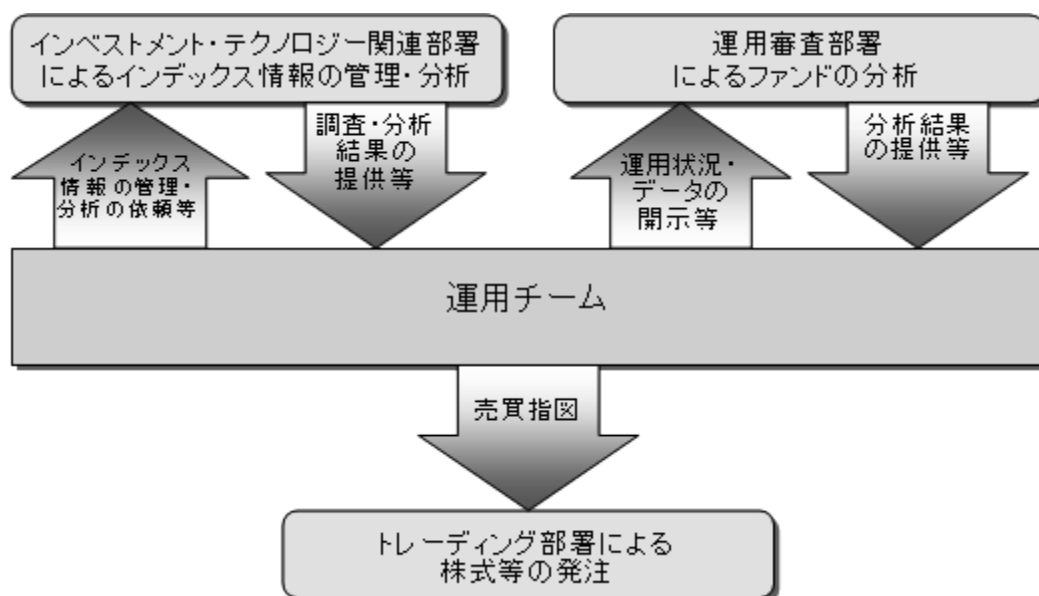 インベストメント・テクノロジー関連部署
によるインデックス情報の管理・分析
運用審査部署
によるファンドの分析
インデックス
情報の管理・
分析の依頼等
調査・分析
結果の
提供等
運用状況・
データの
開示等
分析結果
の提供等
運用チーム
売買指図
トレーディング部署による
株式等の発注